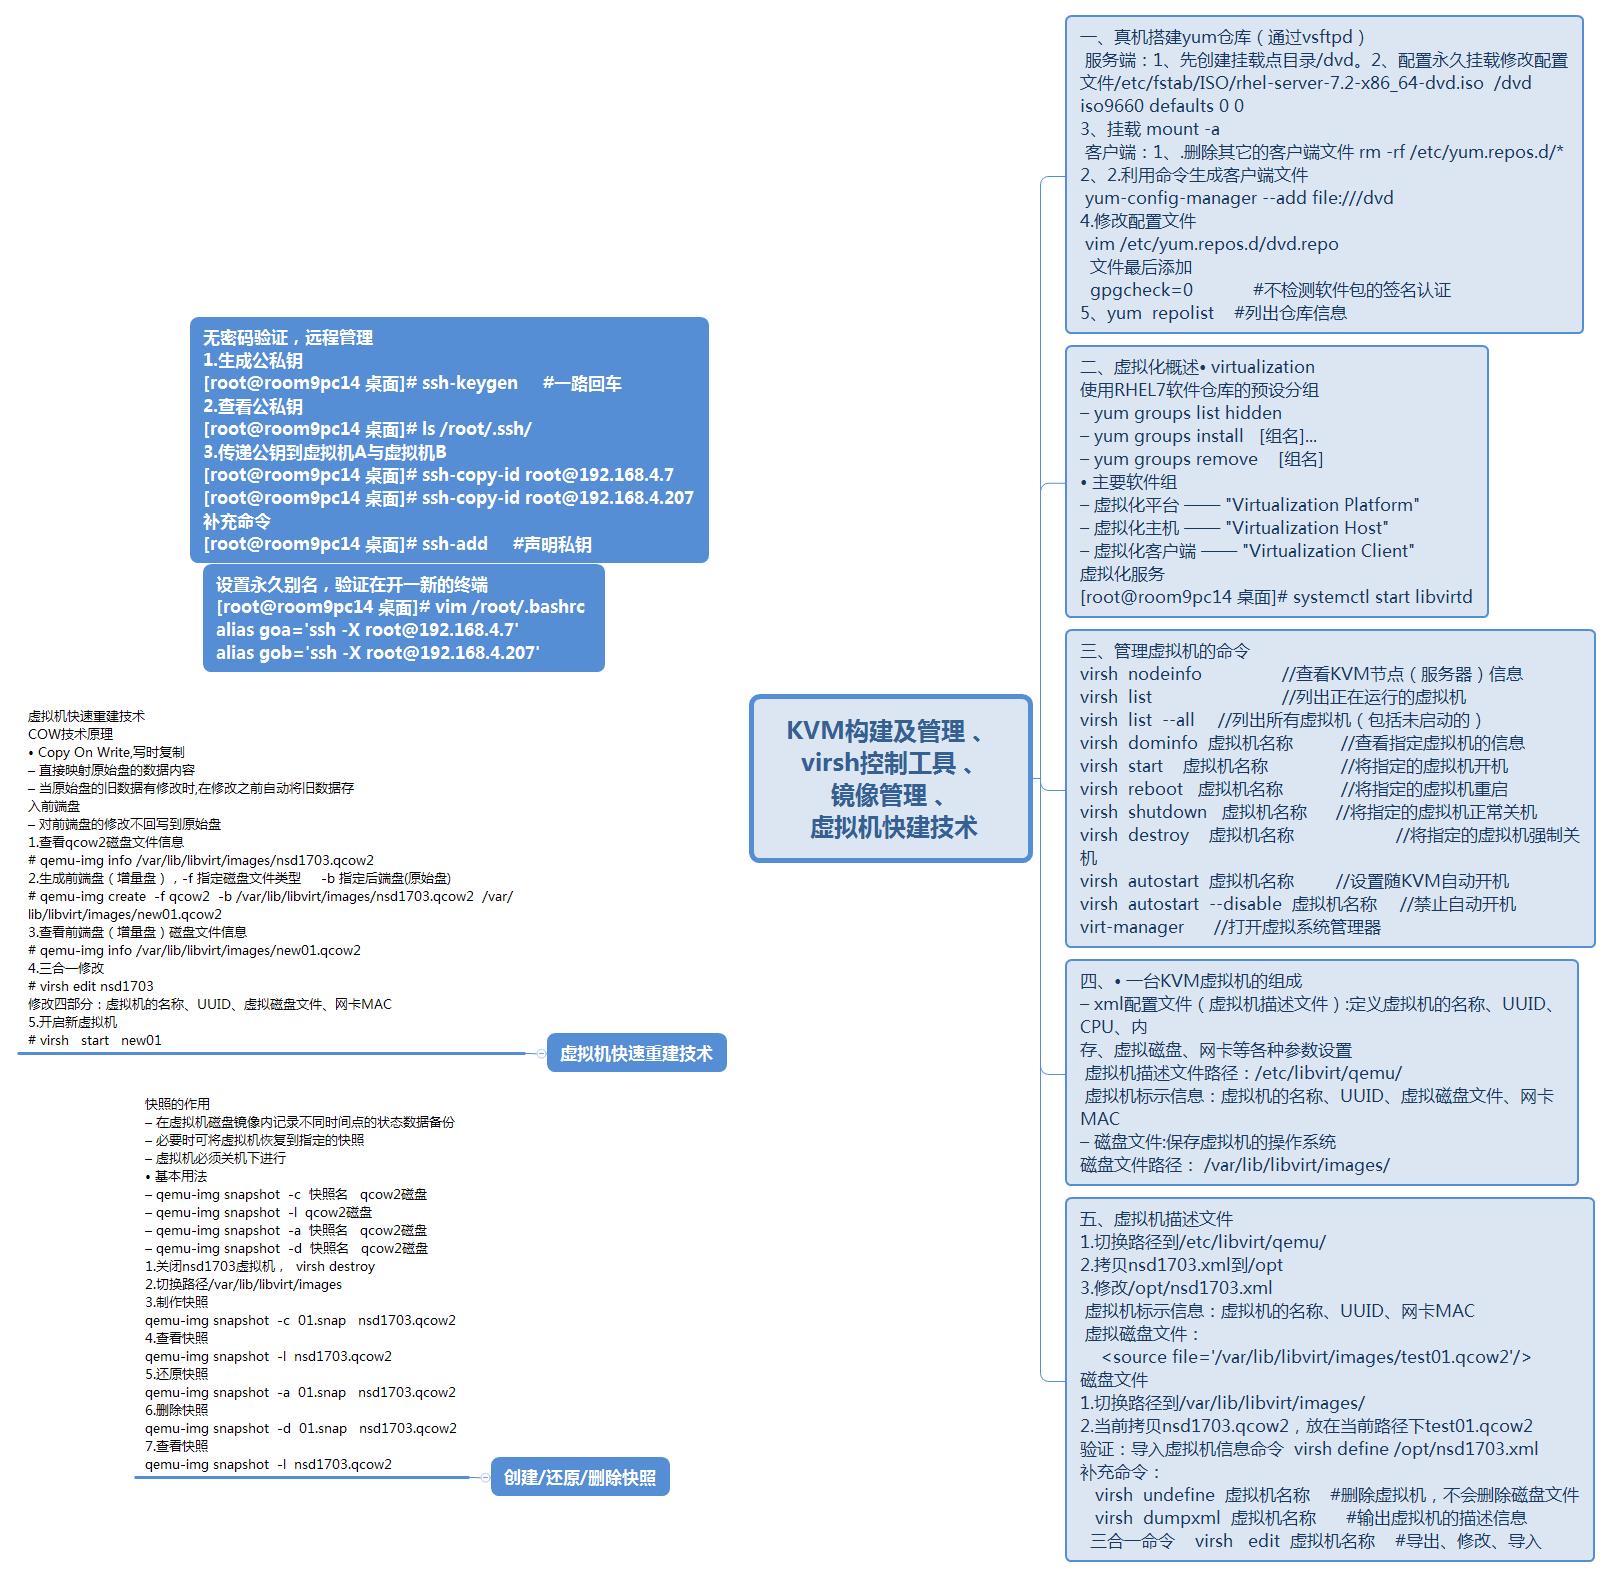 一、真机搭建yum仓库（通过vsftpd）
服务端：1、先创建挂载点目录/dvd。2、配置永久挂载修改配置
文件/etc/fstab/ISO/rhel-server-7.2-x86_64-dvd.iso  /dvd
iso9660 defaults 0 0
3、挂载 mount -a
客户端：1、.删除其它的客户端文件 rm -rf /etc/yum.repos.d/*
2、2.利用命令生成客户端文件
yum-config-manager --add file:///dvd
4.修改配置文件
vim /etc/yum.repos.d/dvd.repo
文件最后添加
gpgcheck=0            #不检测软件包的签名认证
5、yum  repolist    #列出仓库信息
二、虚拟化概述• virtualization
使用RHEL7软件仓库的预设分组
– yum groups list hidden
– yum groups install   [组名]...
– yum groups remove    [组名]
• 主要软件组
– 虚拟化平台 —— "Virtualization Platform"
– 虚拟化主机 —— "Virtualization Host"
– 虚拟化客户端 —— "Virtualization Client"
虚拟化服务
[root@room9pc14 桌面]# systemctl start libvirtd
三、管理虚拟机的命令
virsh  nodeinfo                //查看KVM节点（服务器）信息
virsh  list                          //列出正在运行的虚拟机
virsh  list  --all     //列出所有虚拟机（包括未启动的）
virsh  dominfo  虚拟机名称          //查看指定虚拟机的信息
virsh  start    虚拟机名称               //将指定的虚拟机开机
virsh  reboot   虚拟机名称            //将指定的虚拟机重启
virsh  shutdown   虚拟机名称      //将指定的虚拟机正常关机
virsh  destroy    虚拟机名称                     //将指定的虚拟机强制关
机
virsh  autostart  虚拟机名称         //设置随KVM自动开机
virsh  autostart  --disable  虚拟机名称     //禁止自动开机
virt-manager      //打开虚拟系统管理器
四、• 一台KVM虚拟机的组成
– xml配置文件（虚拟机描述文件）:定义虚拟机的名称、UUID、
CPU、内
存、虚拟磁盘、网卡等各种参数设置
虚拟机描述文件路径：/etc/libvirt/qemu/
虚拟机标示信息：虚拟机的名称、UUID、虚拟磁盘文件、网卡
MAC
– 磁盘文件:保存虚拟机的操作系统
磁盘文件路径： /var/lib/libvirt/images/
五、虚拟机描述文件
1.切换路径到/etc/libvirt/qemu/
2.拷贝nsd1703.xml到/opt
3.修改/opt/nsd1703.xml
虚拟机标示信息：虚拟机的名称、UUID、网卡MAC
虚拟磁盘文件：
<source file='/var/lib/libvirt/images/test01.qcow2'/>
磁盘文件
1.切换路径到/var/lib/libvirt/images/
2.当前拷贝nsd1703.qcow2，放在当前路径下test01.qcow2
验证：导入虚拟机信息命令  virsh define /opt/nsd1703.xml
补充命令：
virsh  undefine  虚拟机名称    #删除虚拟机，不会删除磁盘文件
virsh  dumpxml  虚拟机名称      #输出虚拟机的描述信息
三合一命令    virsh   edit  虚拟机名称    #导出、修改、导入
KVM构建及管理 、
virsh控制工具 、
镜像管理 、
虚拟机快建技术
无密码验证，远程管理
1.生成公私钥
[root@room9pc14 桌面]# ssh-keygen     #一路回车
2.查看公私钥
[root@room9pc14 桌面]# ls /root/.ssh/
3.传递公钥到虚拟机A与虚拟机B
[root@room9pc14 桌面]# ssh-copy-id root@192.168.4.7
[root@room9pc14 桌面]# ssh-copy-id root@192.168.4.207
补充命令
[root@room9pc14 桌面]# ssh-add     #声明私钥
设置永久别名，验证在开一新的终端
[root@room9pc14 桌面]# vim /root/.bashrc
alias goa='ssh -X root@192.168.4.7'
alias gob='ssh -X root@192.168.4.207'
虚拟机快速重建技术
COW技术原理
• Copy On Write,写时复制
– 直接映射原始盘的数据内容
– 当原始盘的旧数据有修改时,在修改之前自动将旧数据存
入前端盘
– 对前端盘的修改不回写到原始盘
1.查看qcow2磁盘文件信息
# qemu-img info /var/lib/libvirt/images/nsd1703.qcow2
2.生成前端盘（增量盘），-f 指定磁盘文件类型     -b 指定后端盘(原始盘)
# qemu-img create  -f qcow2  -b /var/lib/libvirt/images/nsd1703.qcow2  /var/
lib/libvirt/images/new01.qcow2
3.查看前端盘（增量盘）磁盘文件信息
# qemu-img info /var/lib/libvirt/images/new01.qcow2
4.三合一修改
# virsh edit nsd1703
修改四部分：虚拟机的名称、UUID、虚拟磁盘文件、网卡MAC
5.开启新虚拟机
# virsh   start   new01
虚拟机快速重建技术
快照的作用
– 在虚拟机磁盘镜像内记录不同时间点的状态数据备份
– 必要时可将虚拟机恢复到指定的快照
– 虚拟机必须关机下进行
• 基本用法
– qemu-img snapshot  -c  快照名   qcow2磁盘
– qemu-img snapshot  -l  qcow2磁盘
– qemu-img snapshot  -a  快照名   qcow2磁盘
– qemu-img snapshot  -d  快照名   qcow2磁盘
1.关闭nsd1703虚拟机，  virsh destroy
2.切换路径/var/lib/libvirt/images
3.制作快照
qemu-img snapshot  -c  01.snap   nsd1703.qcow2
4.查看快照
qemu-img snapshot  -l  nsd1703.qcow2
5.还原快照
qemu-img snapshot  -a  01.snap   nsd1703.qcow2
6.删除快照
qemu-img snapshot  -d  01.snap   nsd1703.qcow2
7.查看快照
qemu-img snapshot  -l  nsd1703.qcow2
创建/还原/删除快照